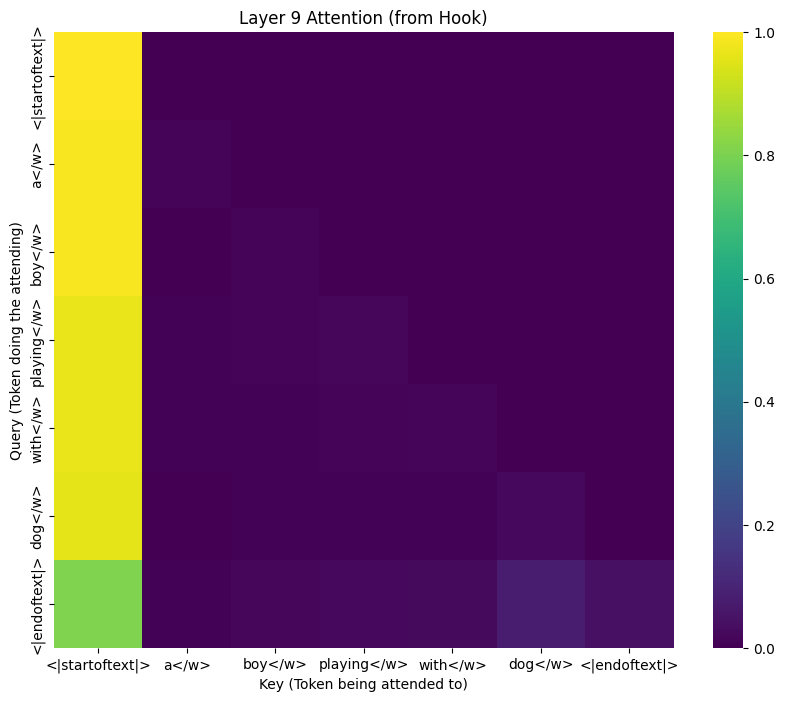 Layer 9 Attention (from Hook)
Query (Token doing the attending)
<|startoftext|>
a</w>
boy</w>
playing</w>
with</w>
dog</w>
<|endoftext|>
1.0
0.8
0.6
0.4
0.2
0.0
<|startoftext|> a</w> boy</w> playing</w> with</w> dog</w> <|endoftext|>
Key (Token being attended to)